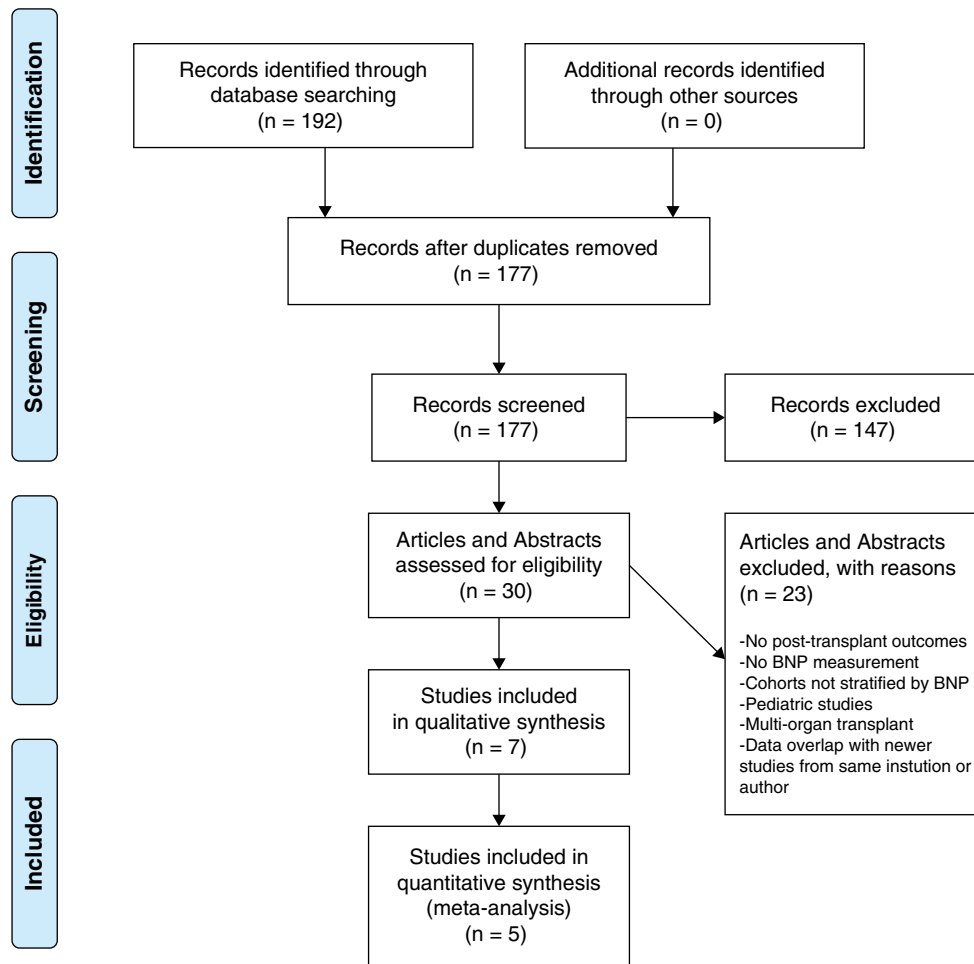 Identification
Records identified through
database searching
(n = 192)
Additional records identified
through other sources
(n = 0)
Records after duplicates removed
(n = 177)
Screening
Records screened
(n = 177)
Records excluded
(n = 147)
Eligibility
Articles and Abstracts
assessed for eligibility
(n = 30)
Articles and Abstracts
excluded, with reasons
(n = 23)
-No post-transplant outcomes
-No BNP measurement
-Cohorts not stratified by BNP
-Pediatric studies
-Multi-organ transplant
-Data overlap with newer
studies from same instution or
author
Studies included
in qualitative synthesis
(n = 7)
Included
Studies included in
quantitative synthesis
(meta-analysis)
(n = 5)